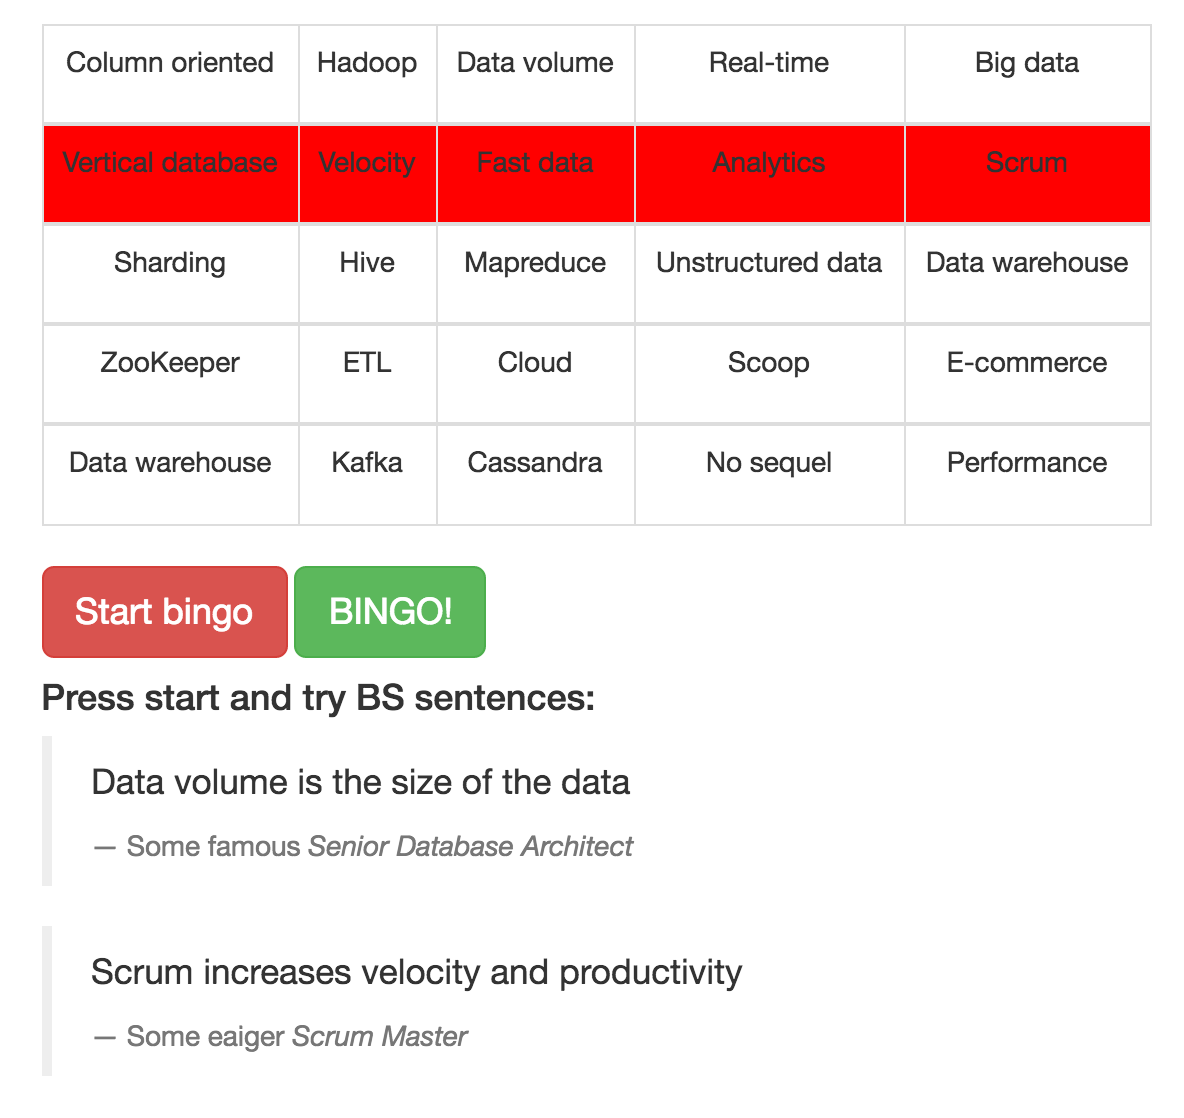 Column oriented Hadoop Data volume Real-time Big data
Vertical database Velocity Fast data Analytics Scrum
Sharding Hive Mapreduce Unstructured data Data warehouse
ZooKeeper ETL Cloud Scoop E-commerce
Data warehouse Kafka Cassandra No sequel Performance
Start bingo BINGO!
Press start and try BS sentences:
Data volume is the size of the data
— Some famous Senior Database Architect
Scrum increases velocity and productivity
— Some eaiger Scrum Master